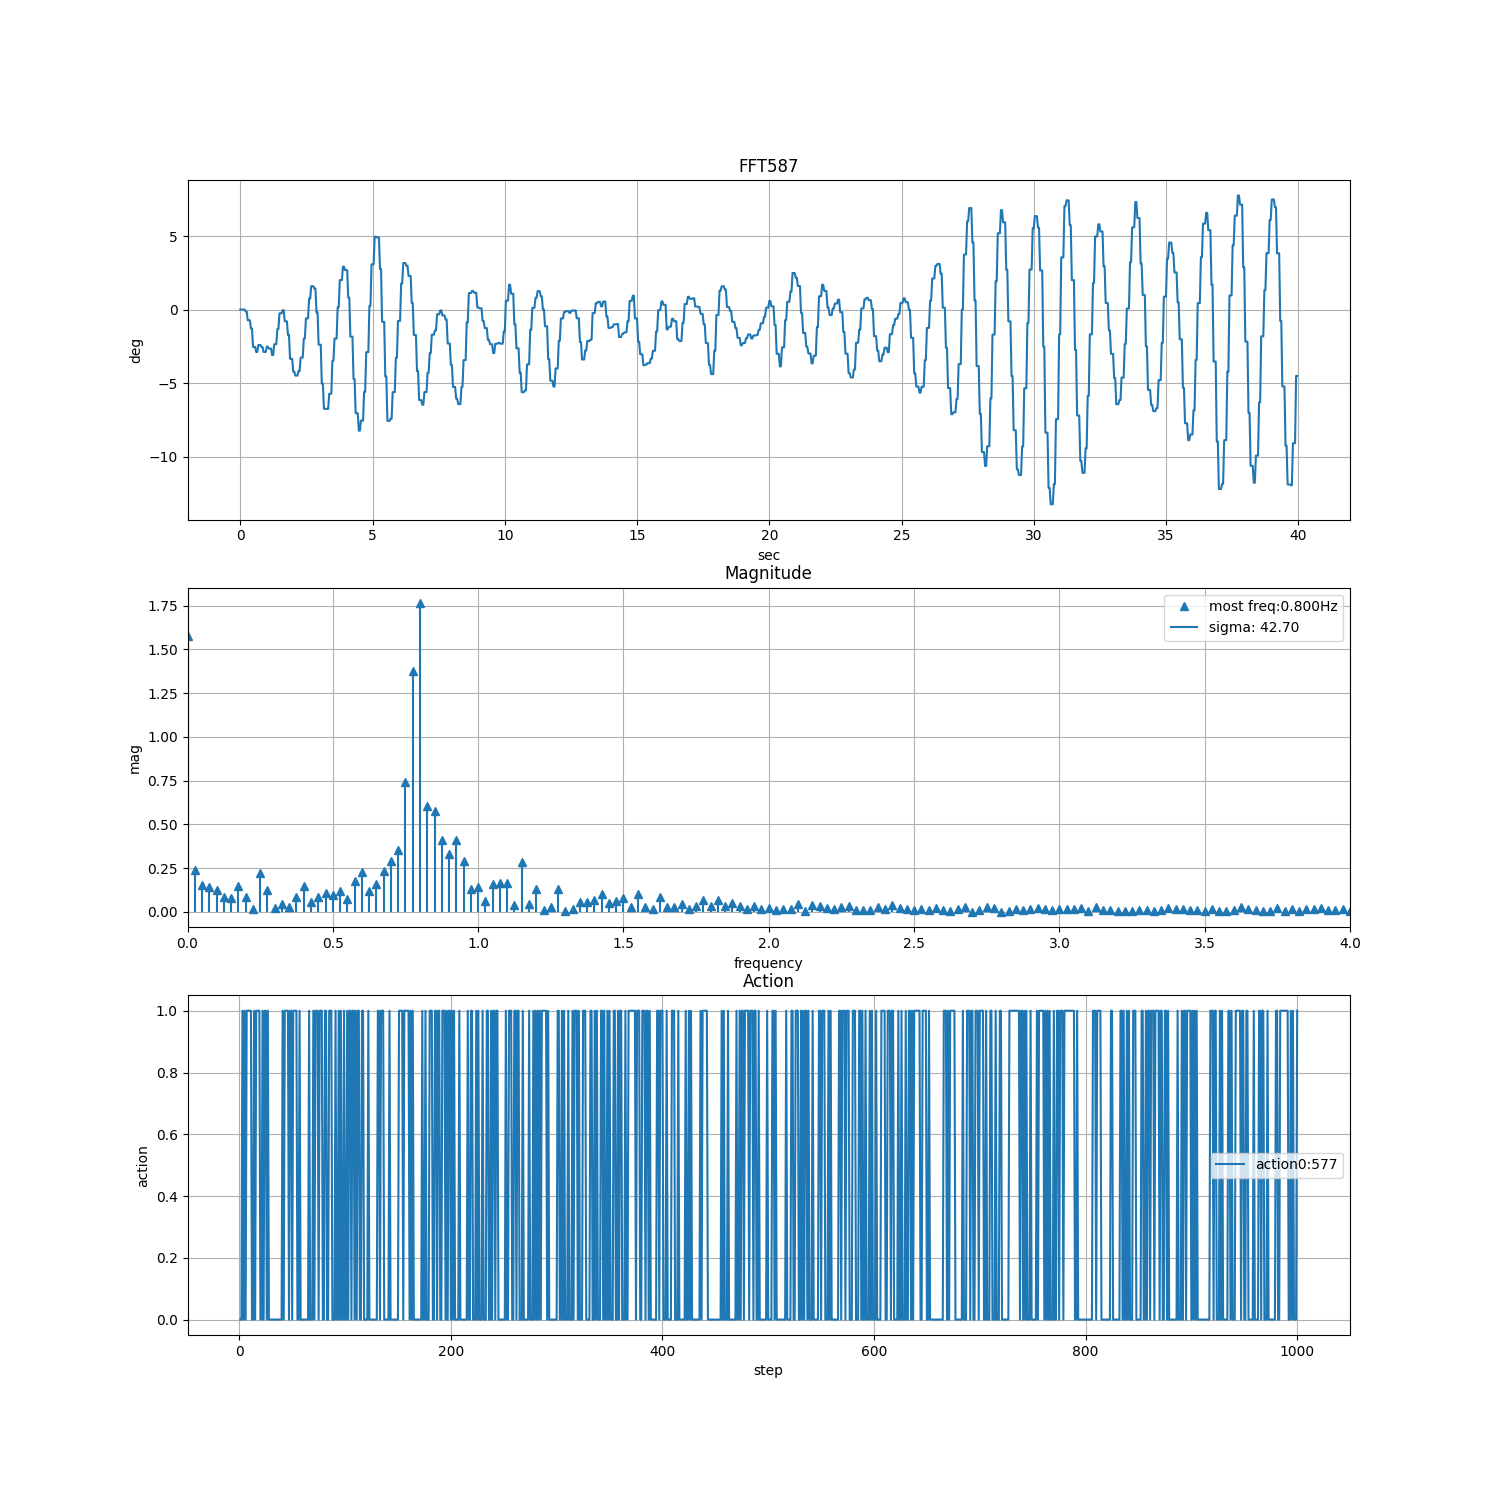 FFT587
5
0
−5
−10
deg
0 5 10 15 20 25 30 35 40
sec
Magnitude
1.75
1.50
1.25
1.00
0.75
0.50
0.25
0.00
mag
most freq:0.800Hz
sigma: 42.70
0.0 0.5 1.0 1.5 2.0 2.5 3.0 3.5 4.0
frequency
Action
1.0
0.8
0.6
0.4
0.2
0.0
action
action0:577
0 200 400 600 800 1000
step